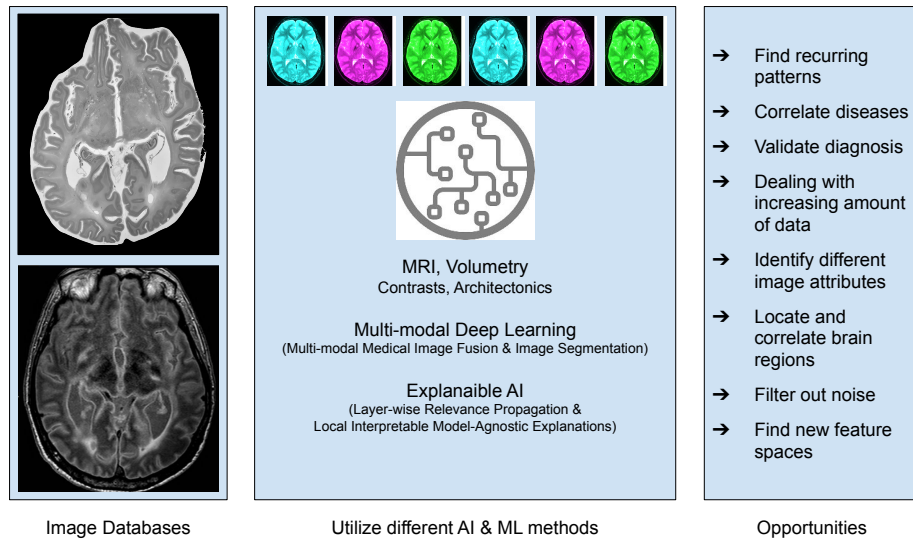 MRI, Volumetry
Contrasts, Architectonics
Multi-modal Deep Learning
(Multi-modal Medical Image Fusion & Image Segmentation)
Explanaible AI
(Layer-wise Relevance Propagation &
Local Interpretable Model-Agnostic Explanations)
➔ Find recurring
patterns
➔ Correlate diseases
➔ Validate diagnosis
➔ Dealing with
increasing amount
of data
➔ Identify different
image attributes
➔ Locate and
correlate brain
regions
➔ Filter out noise
➔ Find new feature
spaces
Image Databases
Utilize different AI & ML methods
Opportunities